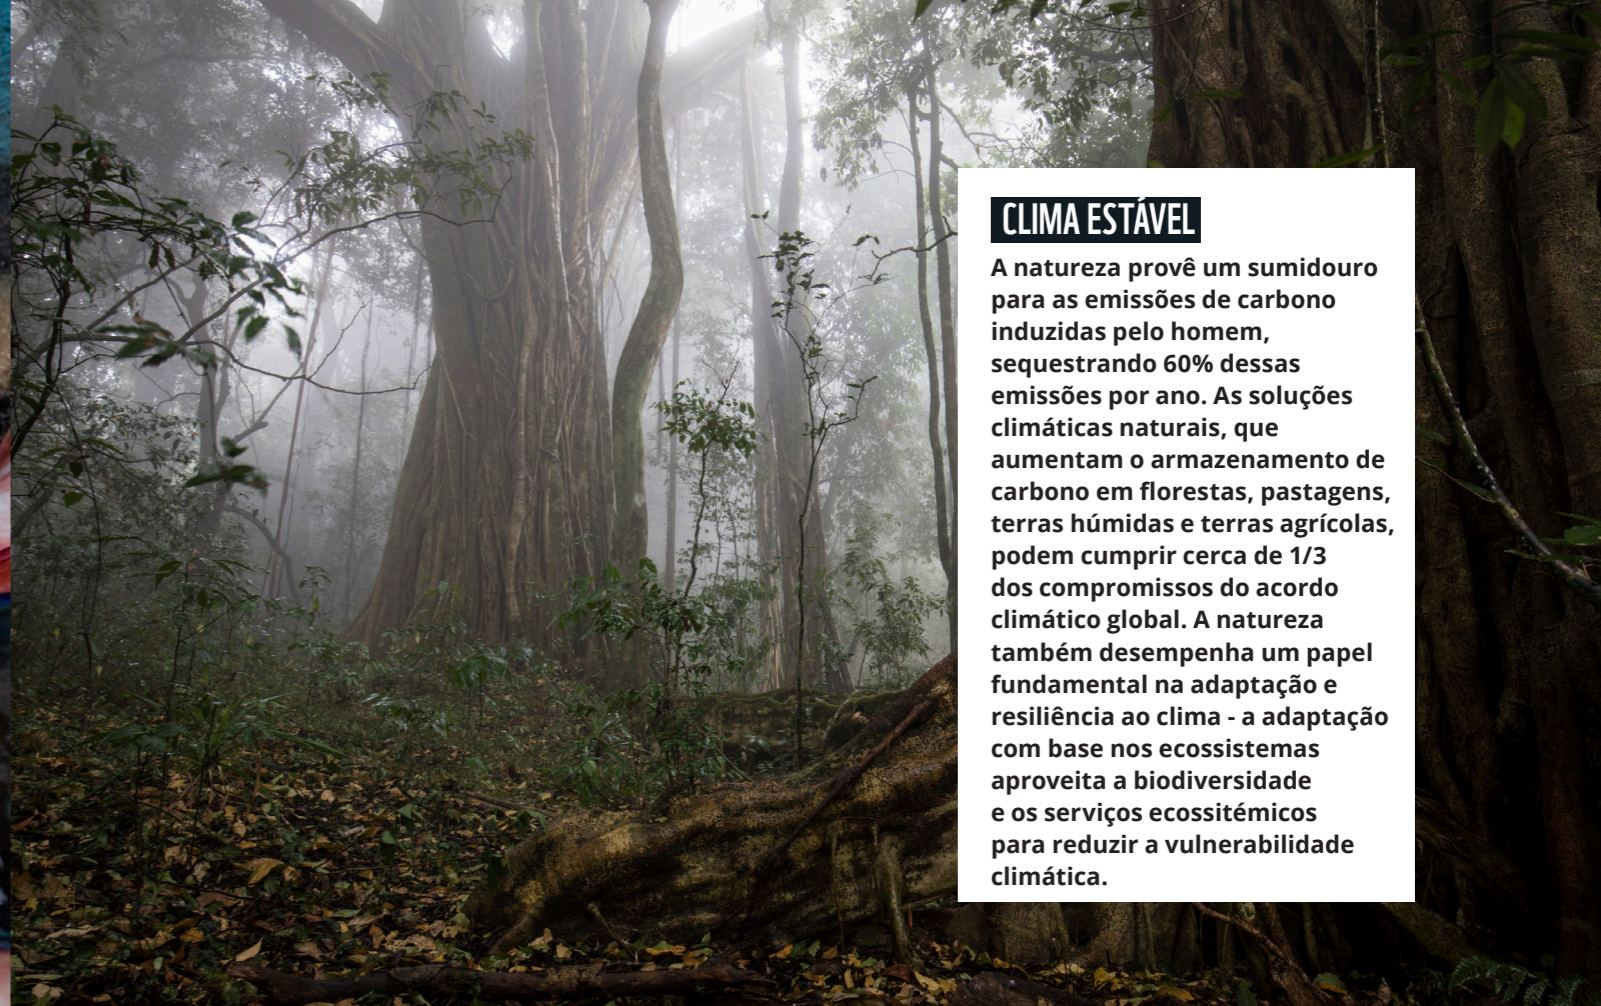 CLIMA ESTÁVEL
A natureza provê um sumidouro
para as emissões de carbono
induzidas pelo homem,
sequestrando 60% dessas
emissões por ano. As soluções
climáticas naturais, que
aumentam o armazenamento de
carbono em florestas, pastagens,
terras húmidas e terras agrícolas,
podem cumprir cerca de 1/3
dos compromissos do acordo
climático global. A natureza
também desempenha um papel
fundamental na adaptação e
resiliência ao clima - a adaptação
com base nos ecossistemas
aproveita a biodiversidade
e os serviços ecossitémicos
para reduzir a vulnerabilidade
climática.